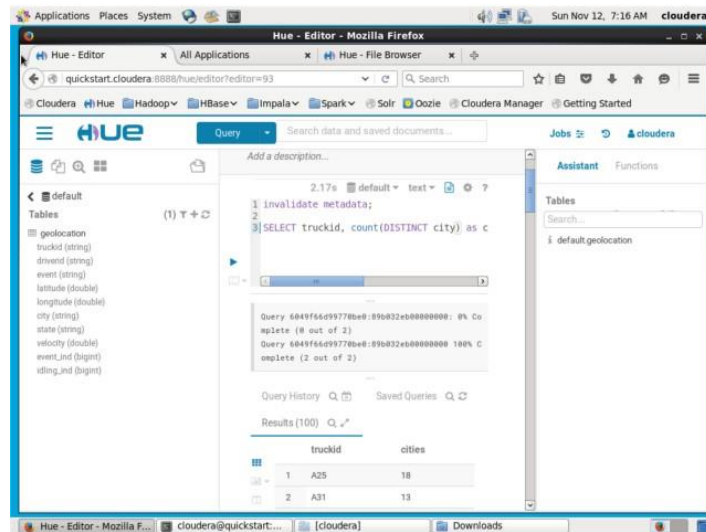 Applications Places System Sun Nov 12, 7:16 AM cloudera
Hue - Editor - Mozilla Firefox
Hue - Editor × All Applications × Hue - File Browser ×
quickstart.cloudera:8888/hue/editor?editor=93 Search
Cloudera Hue Hadoop HBase Impala Spark Solr Oozie Cloudera Manager Getting Started
HUE Query Search data and saved documents... Jobs cloudera
Add a description...
Assistant Functions
2.17s default text ?
default
Tables (1)
geolocation
truckid (string)
driverid (string)
event (string)
latitude (double)
longitude (double)
city (string)
state (string)
velocity (double)
event_ind (bigint)
idling_ind (bigint)
1 invalidate metadata;
2
3 SELECT truckid, count(DISTINCT city) as c
Query 6049f66d99770be0:89b032eb00000000: 0% Co
mplete (0 out of 2)
Query 6049f66d99770be0:89b032eb00000000 100% C
omplete (2 out of 2)
Query History Saved Queries
Results (100)
truckid cities
1 A25 18
2 A31 13
Tables
Search...
default.geolocation
Hue - Editor - Mozilla F... cloudera@quickstart:... [cloudera] Downloads